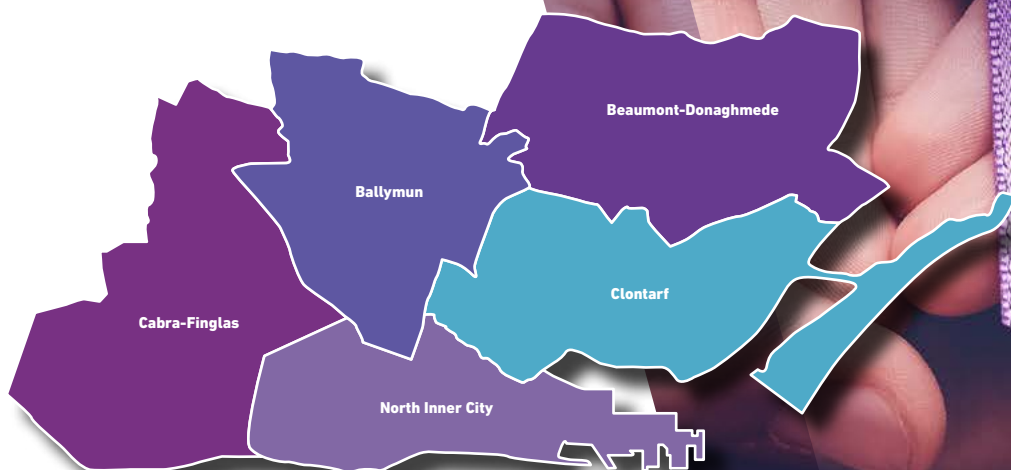 Beaumont-Donaghmede
Ballymun
Clontarf
Cabra-Finglas
North Inner City